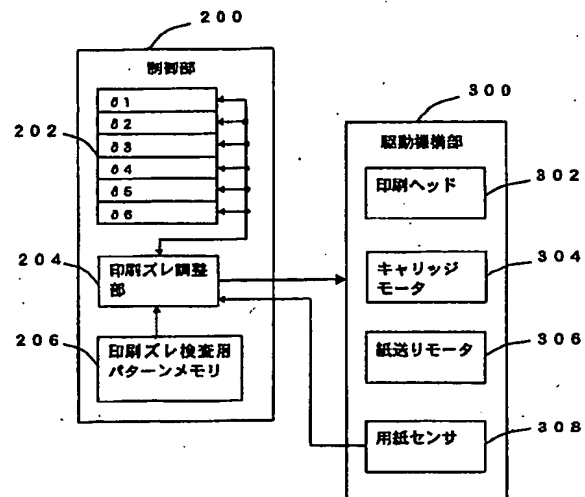 200
制御部
δ1
δ2
δ3
δ4
δ5
δ6
202
204
印刷ズレ調整
部
206
印刷ズレ検査用
パターンメモリ
300
駆動機構部
印刷ヘッド
302
キャリッジ
モータ
304
紙送りモータ
306
用紙センサ
308